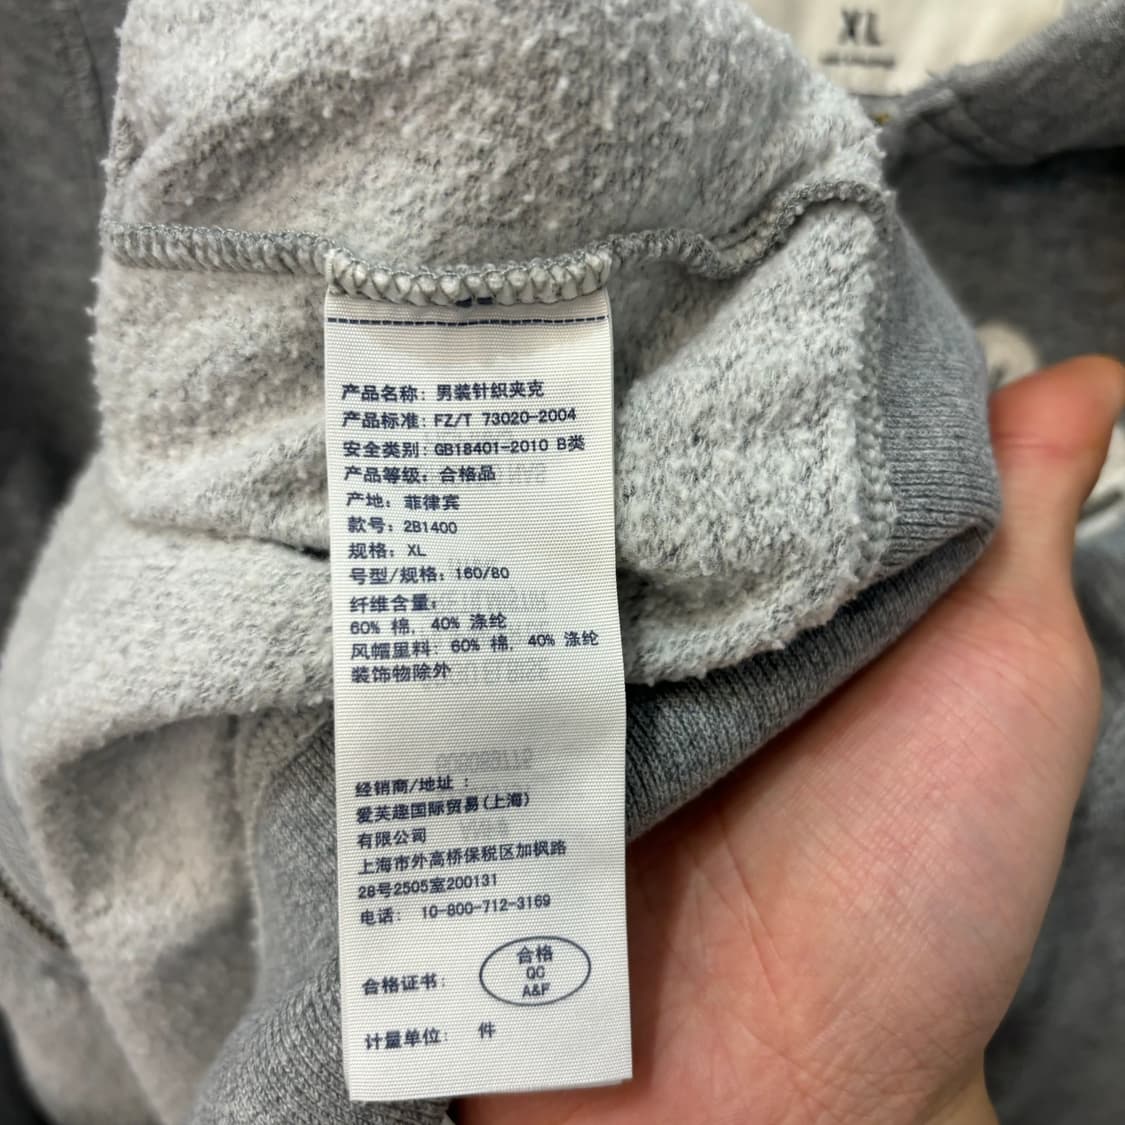 XL
产品名称: 男装针织夹克
产品标准: FZ/T 73020-2004
安全类别: GB18401-2010 B类
产品等级: 合格品
产地: 菲律宾
款号: 2B1400
规格: XL
号型/规格: 160/80
纤维含量:
60% 棉, 40% 涤纶
风帽里料: 60% 棉, 40% 涤纶
装饰物除外
经销商/地址 :
爱芙趣国际贸易(上海)
有限公司
上海市外高桥保税区加枫路
28号2505室200131
电话: 10-800-712-3169
合格证书:
合格
QC
A&F
计量单位: 件